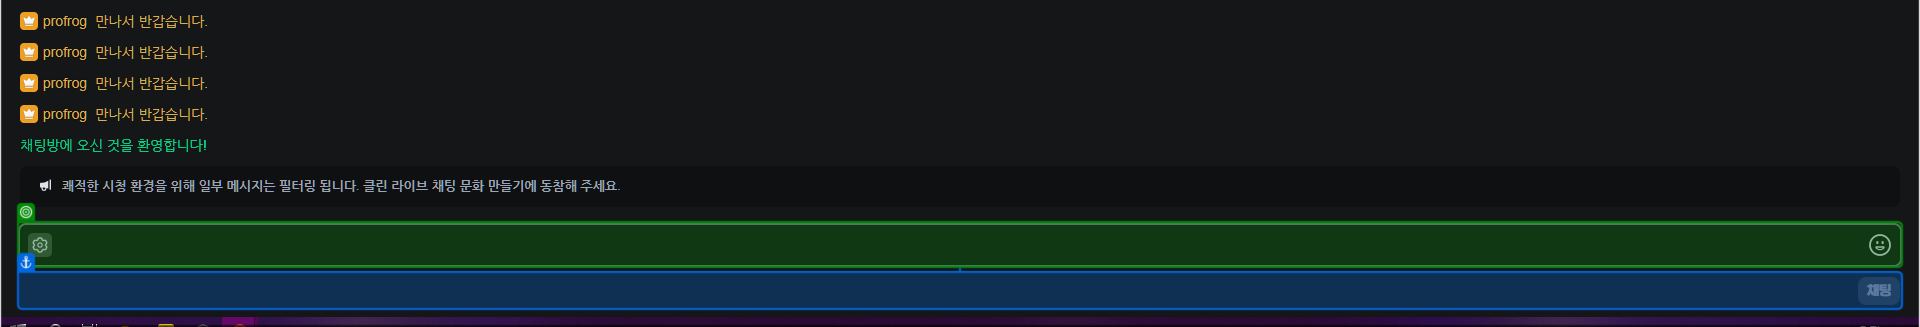 profrog 만나서 반갑습니다.
profrog 만나서 반갑습니다.
profrog 만나서 반갑습니다.
profrog 만나서 반갑습니다.
채팅방에 오신 것을 환영합니다!
쾌적한 시청 환경을 위해 일부 메시지는 필터링 됩니다. 클린 라이브 채팅 문화 만들기에 동참해 주세요.
채팅